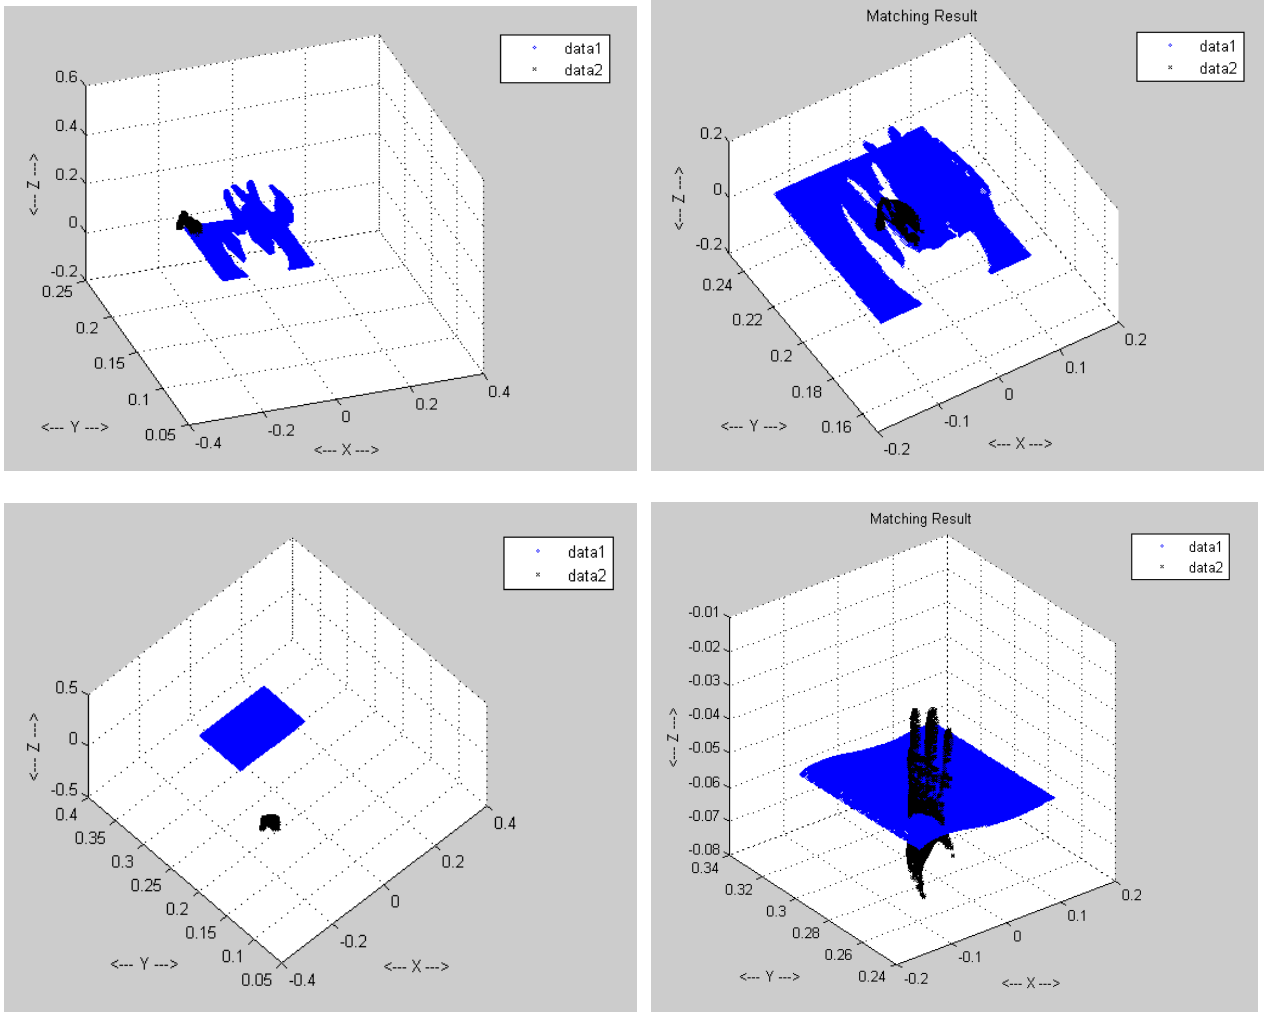 data1
data2
0.6
0.4
0.2
0
-0.2
<--- Z --->
0.25
0.2
0.15
0.1
0.05
<--- Y --->
-0.4
-0.2
0
0.2
0.4
<--- X --->
Matching Result
data1
data2
0.2
0
-0.2
<--- Z --->
0.24
0.22
0.2
0.18
0.16
<--- Y --->
-0.2
-0.1
0
0.1
0.2
<--- X --->
data1
data2
0.5
0
-0.5
<--- Z --->
0.4
0.35
0.3
0.25
0.2
0.15
0.1
0.05
<--- Y --->
-0.4
-0.2
0
0.2
0.4
<--- X --->
Matching Result
data1
data2
-0.01
-0.02
-0.03
-0.04
-0.05
-0.06
-0.07
-0.08
<--- Z --->
0.34
0.32
0.3
0.28
0.26
0.24
<--- Y --->
-0.2
-0.1
0
0.1
0.2
<--- X --->